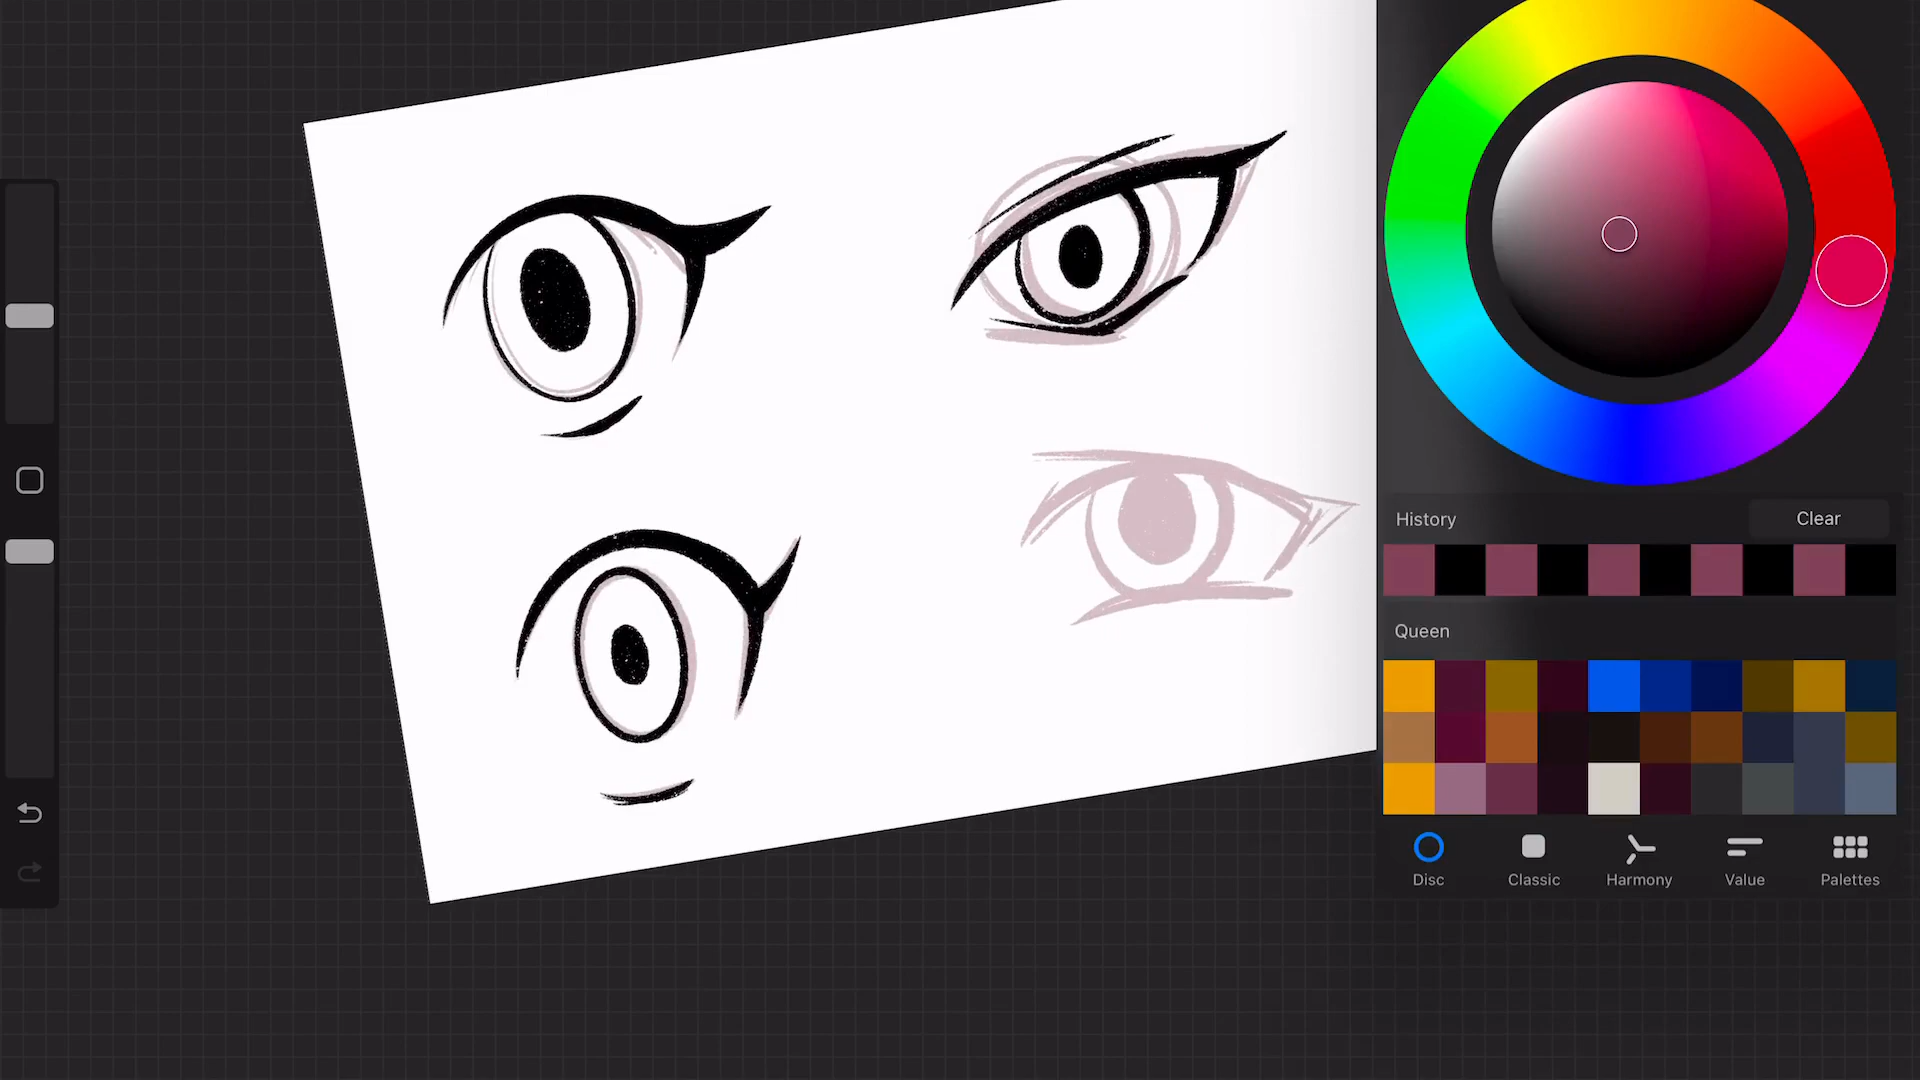 History
Clear
Queen
Disc
Classic
Harmony
Value
Palettes